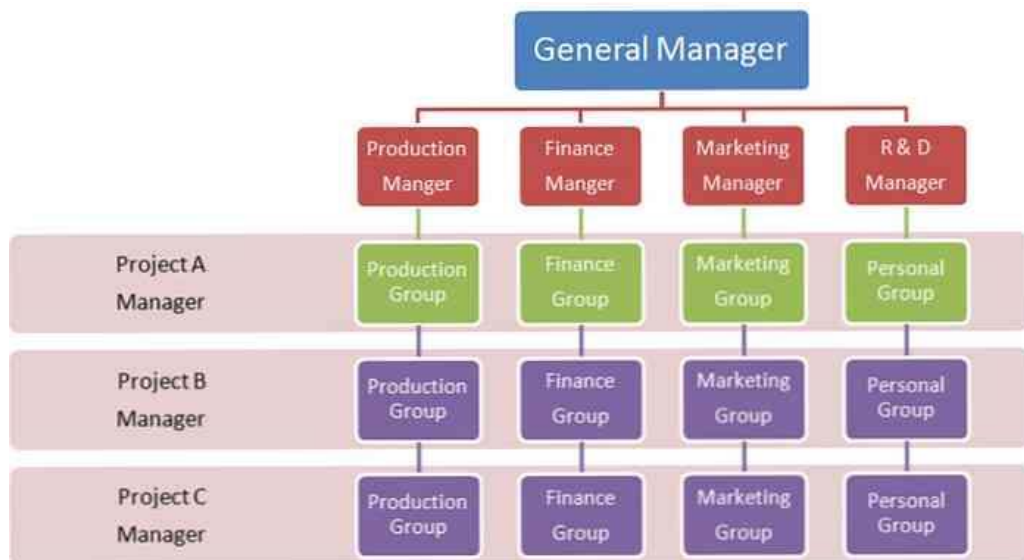 General Manager
Production
Manger
Finance
Manger
Marketing
Manager
R & D
Manager
Project A
Manager
Production
Group
Finance
Group
Marketing
Group
Personal
Group
Project B
Manager
Production
Group
Finance
Group
Marketing
Group
Personal
Group
Project C
Manager
Production
Group
Finance
Group
Marketing
Group
Personal
Group